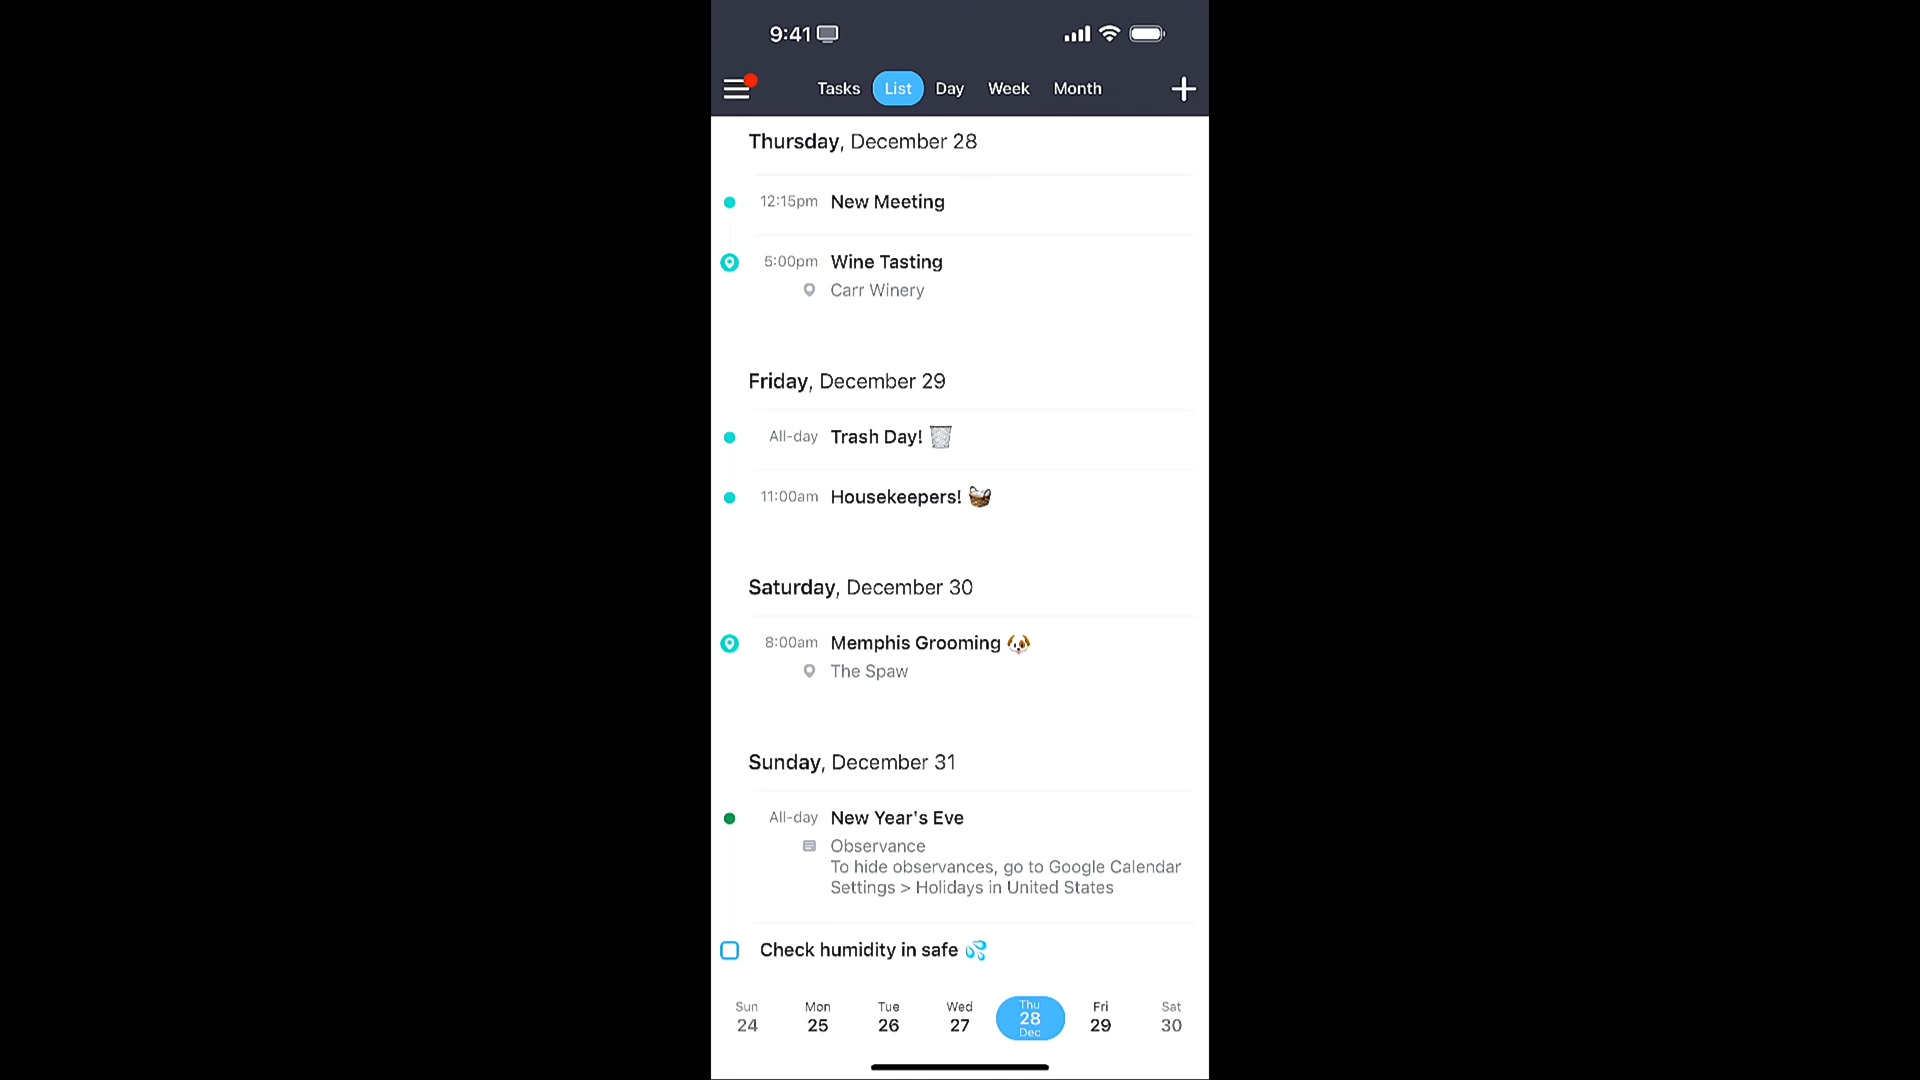 9:41
Tasks List Day Week Month
Thursday, December 28
12:15pm New Meeting
5:00pm Wine Tasting
Carr Winery
Friday, December 29
All-day Trash Day! 🗑️
11:00am Housekeepers! 🧺
Saturday, December 30
8:00am Memphis Grooming 🐶
The Spaw
Sunday, December 31
All-day New Year's Eve
Observance
To hide observances, go to Google Calendar
Settings > Holidays in United States
Check humidity in safe 💦
Sun Mon Tue Wed Thu Fri Sat
24 25 26 27 28 29 30
Dec